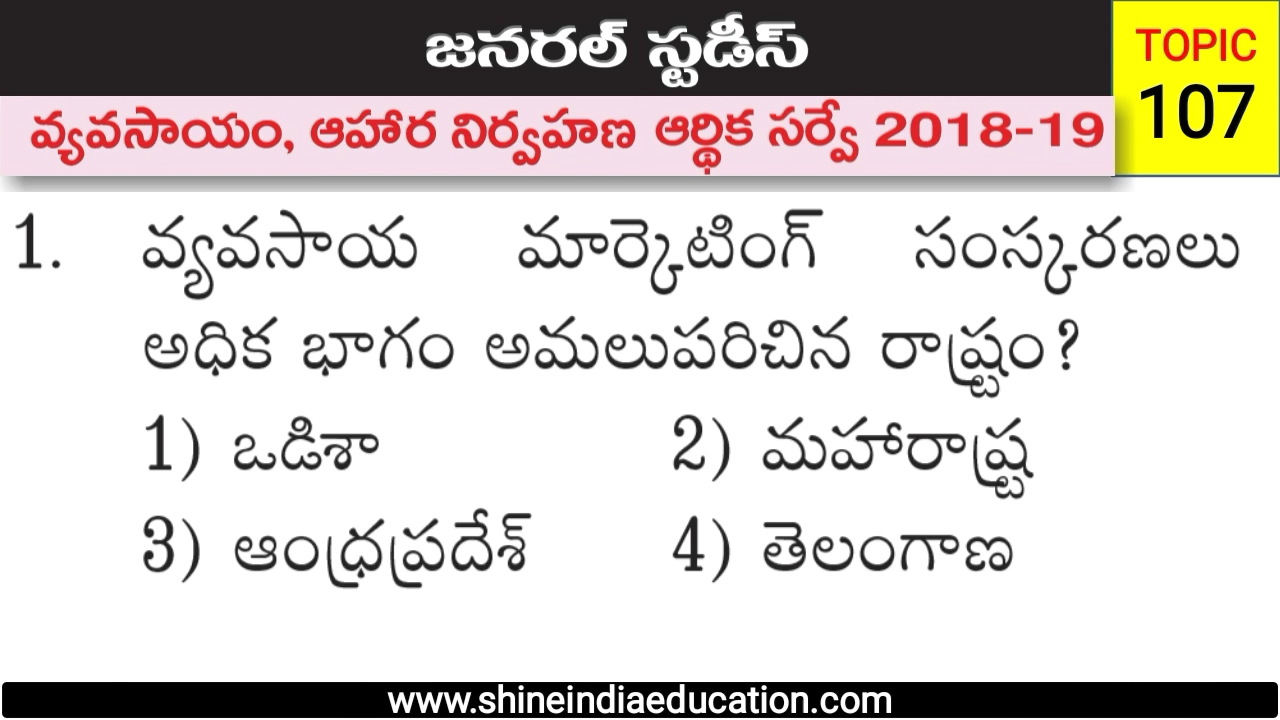 జనరల్ స్టడీస్
TOPIC
107
వ్యవసాయం, ఆహార నిర్వహణ ఆర్థిక సర్వే 2018-19
1. వ్యవసాయ మార్కెటింగ్ సంస్కరణలు
అధిక భాగం అమలుపరిచిన రాష్ట్రం?
1) ఒడిశా 2) మహారాష్ట్ర
3) ఆంధ్రప్రదేశ్ 4) తెలంగాణ
www.shineindiaeducation.com